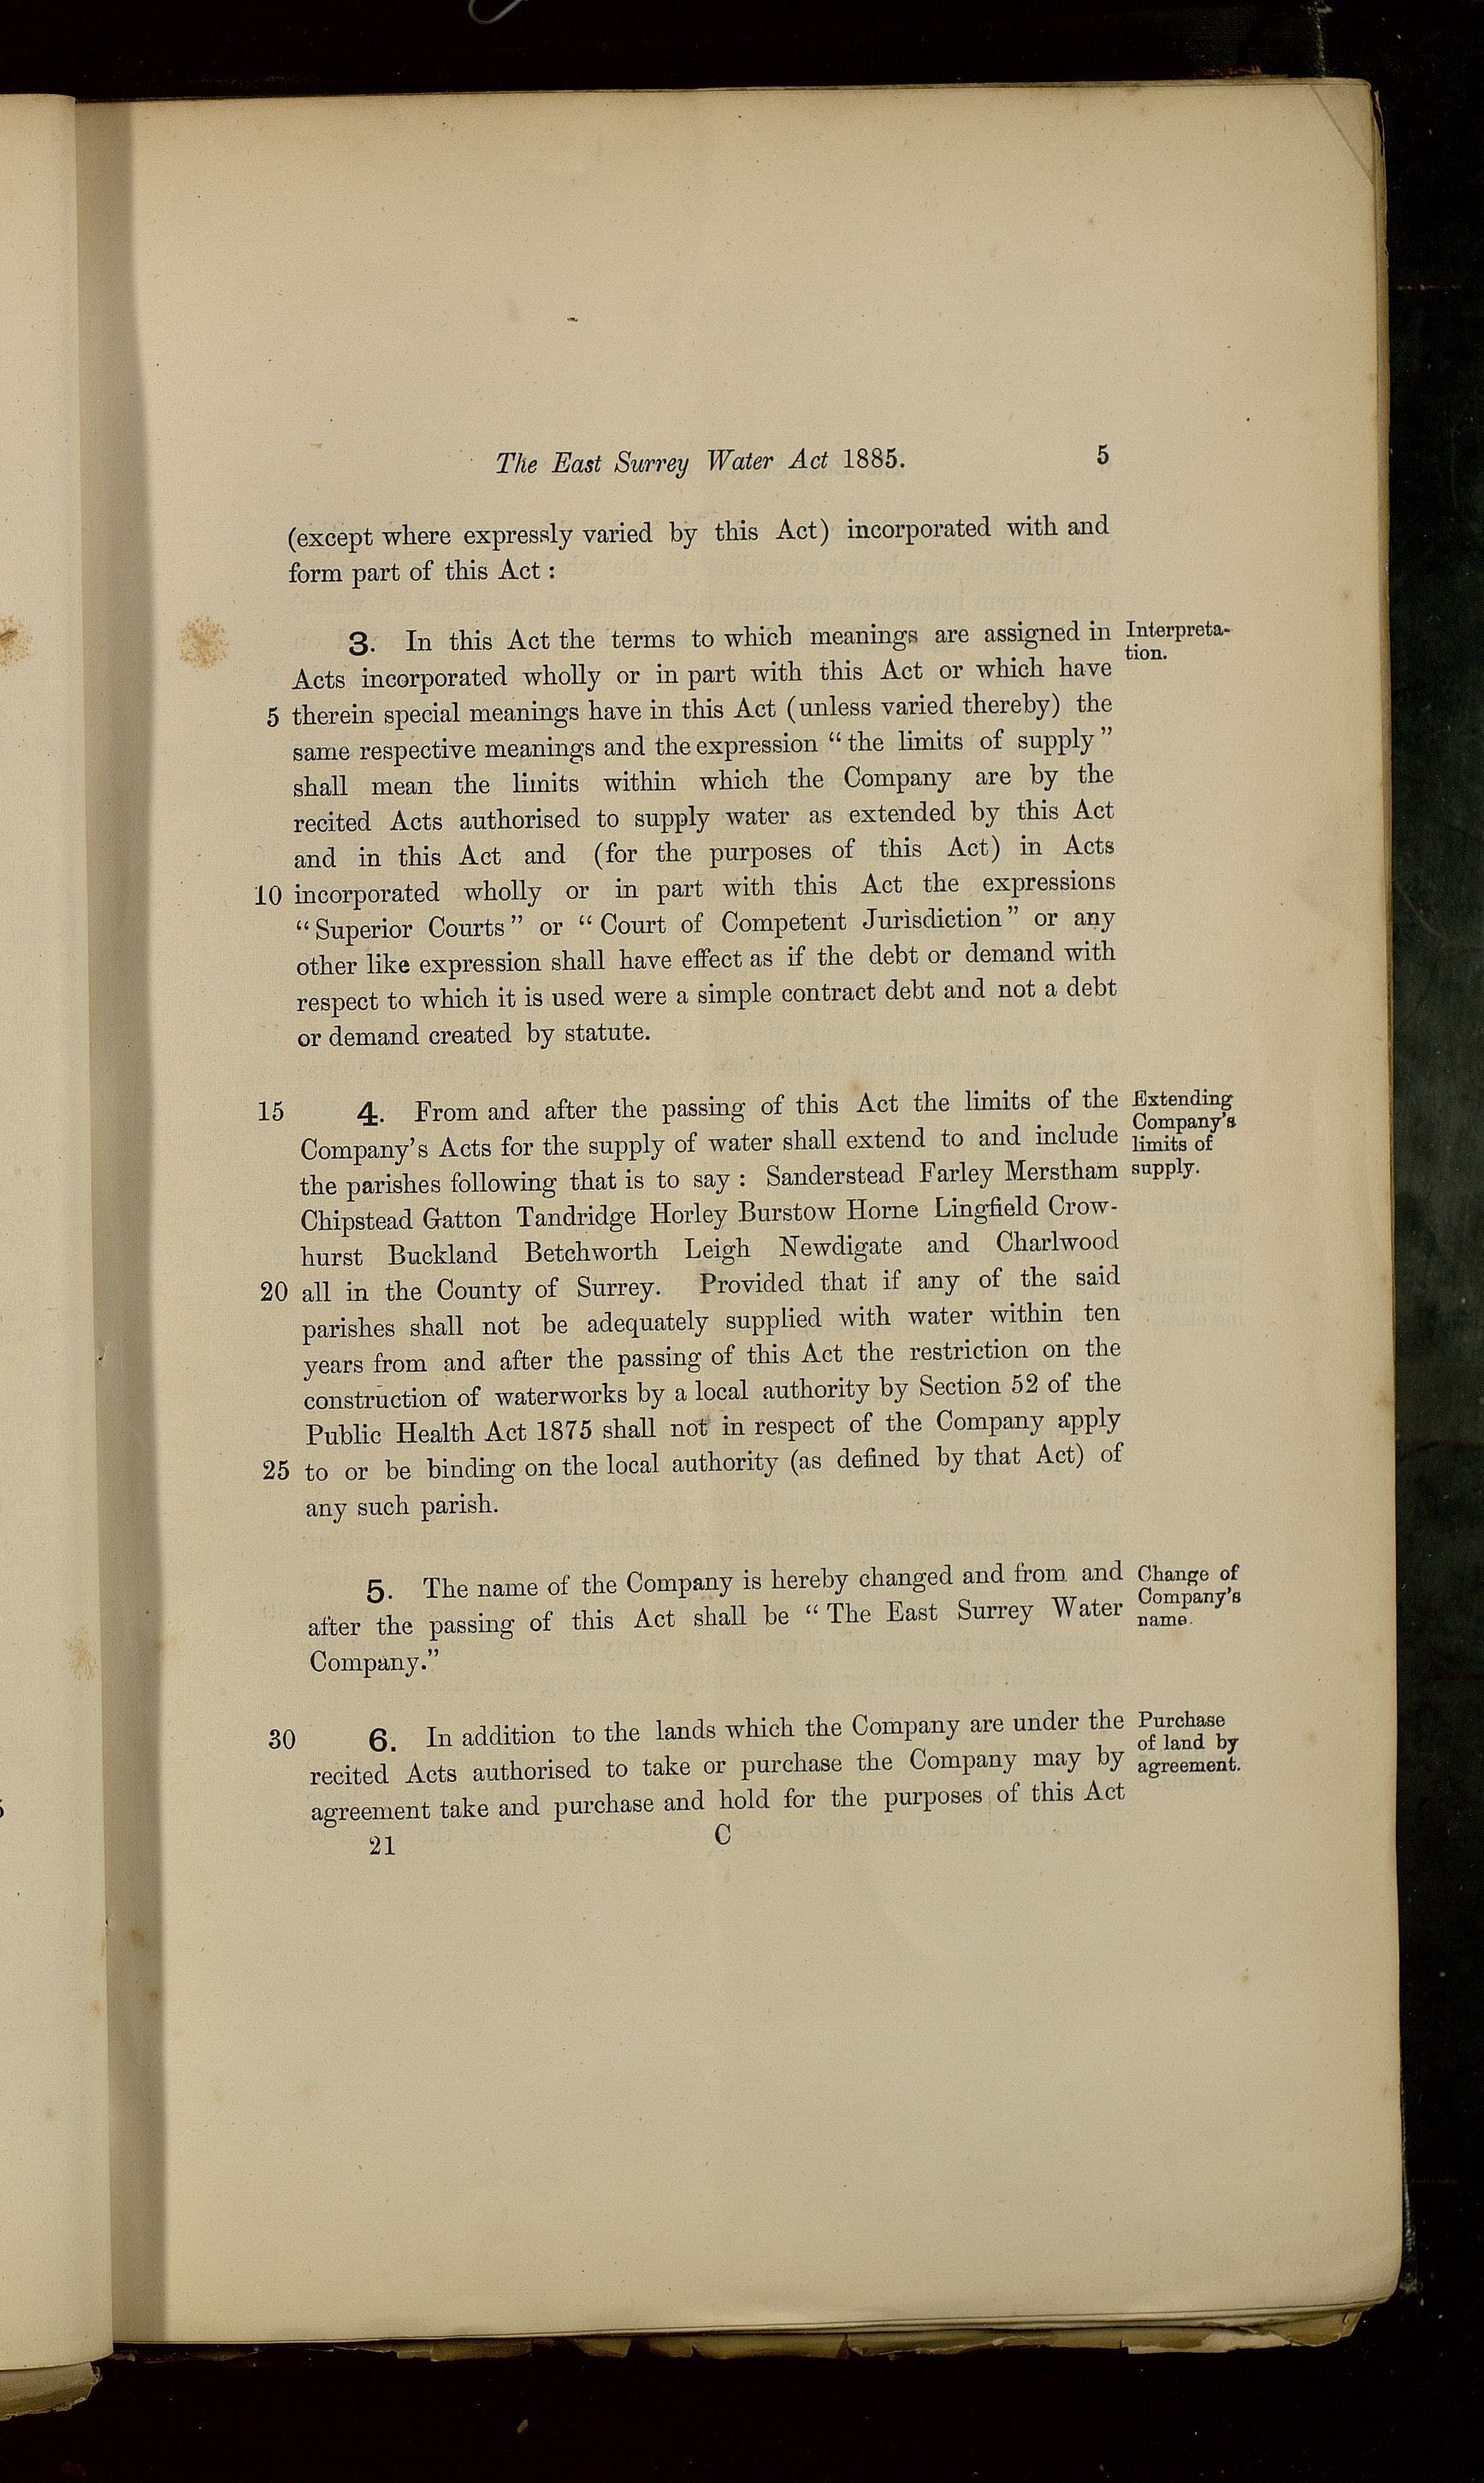 The East Surrey Water Act 1885. 5
(except where expressly varied by this Act) incorporated with and
form part of this Act :
3. In this Act the terms to which meanings are assigned in
Interpreta-
tion.
Acts incorporated wholly or in part with this Act or which have
5 therein special meanings have in this Act (unless varied thereby) the
same respective meanings and the expression “the limits of supply”
shall mean the limits within which the Company are by the
recited Acts authorised to supply water as extended by this Act
and in this Act and (for the purposes of this Act) in Acts
10 incorporated wholly or in part with this Act the expressions
“Superior Courts” or “Court of Competent Jurisdiction” or any
other like expression shall have effect as if the debt or demand with
respect to which it is used were a simple contract debt and not a debt
or demand created by statute.
15 4. From and after the passing of this Act the limits of the
Extending
Company’s
limits of
supply.
Company’s Acts for the supply of water shall extend to and include
the parishes following that is to say : Sanderstead Farley Merstham
Chipstead Gatton Tandridge Horley Burstow Horne Lingfield Crow-
hurst Buckland Betchworth Leigh Newdigate and Charlwood
20 all in the County of Surrey. Provided that if any of the said
parishes shall not be adequately supplied with water within ten
years from and after the passing of this Act the restriction on the
construction of waterworks by a local authority by Section 52 of the
Public Health Act 1875 shall not in respect of the Company apply
25 to or be binding on the local authority (as defined by that Act) of
any such parish.
5. The name of the Company is hereby changed and from and
Change of
Company’s
name.
after the passing of this Act shall be “The East Surrey Water
Company.”
30 6. In addition to the lands which the Company are under the
Purchase
of land by
agreement.
recited Acts authorised to take or purchase the Company may by
agreement take and purchase and hold for the purposes of this Act
21 C